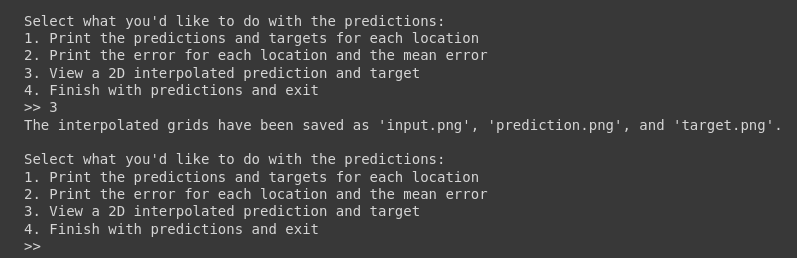 Select what you'd like to do with the predictions:
1. Print the predictions and targets for each location
2. Print the error for each location and the mean error
3. View a 2D interpolated prediction and target
4. Finish with predictions and exit
>> 3
The interpolated grids have been saved as 'input.png', 'prediction.png', and 'target.png'.

Select what you'd like to do with the predictions:
1. Print the predictions and targets for each location
2. Print the error for each location and the mean error
3. View a 2D interpolated prediction and target
4. Finish with predictions and exit
>>